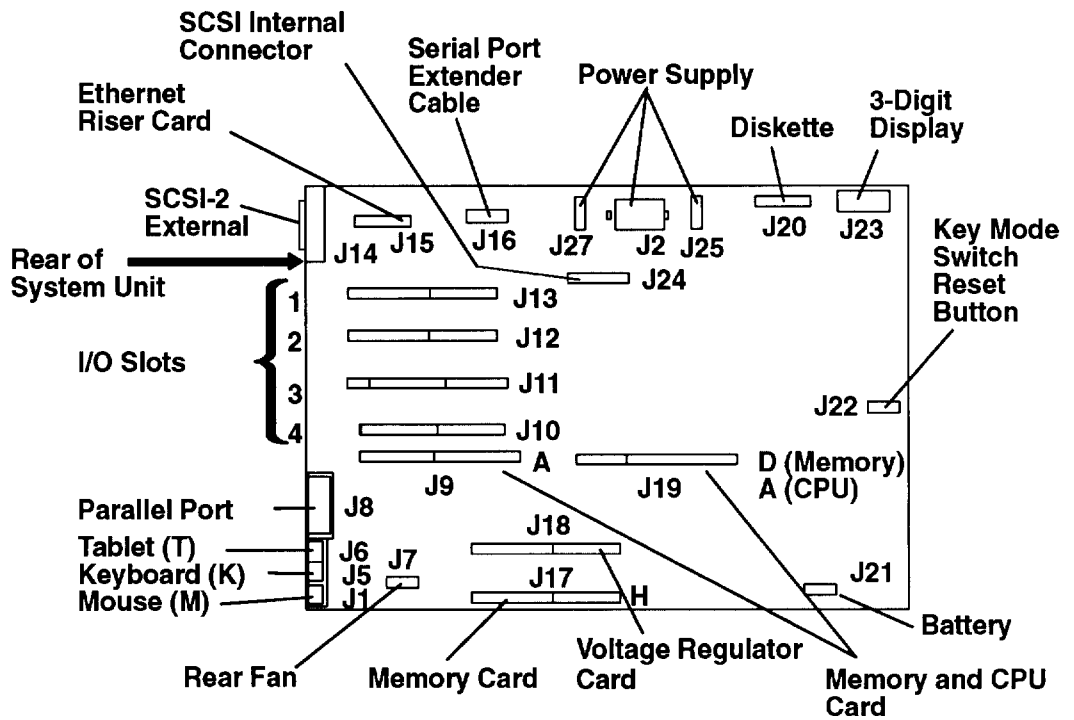 SCSI Internal
Connector
Serial Port
Extender
Cable
Power Supply
Ethernet
Riser Card
3-Digit
Display
Diskette
SCSI-2
External
J14
J15
J16
J27
J2
J25
J20
J23
Key Mode
Switch
Reset
Button
Rear of
System Unit
J24
I/O Slots
1
J13
2
J12
3
J11
J22
4
J10
A
J9
J19
D (Memory)
A (CPU)
Parallel Port
J8
J18
Tablet (T)
J6
Keyboard (K)
J5
Mouse (M)
J1
J7
J17
H
J21
Rear Fan
Memory Card
Voltage Regulator
Card
Battery
Memory and CPU
Card